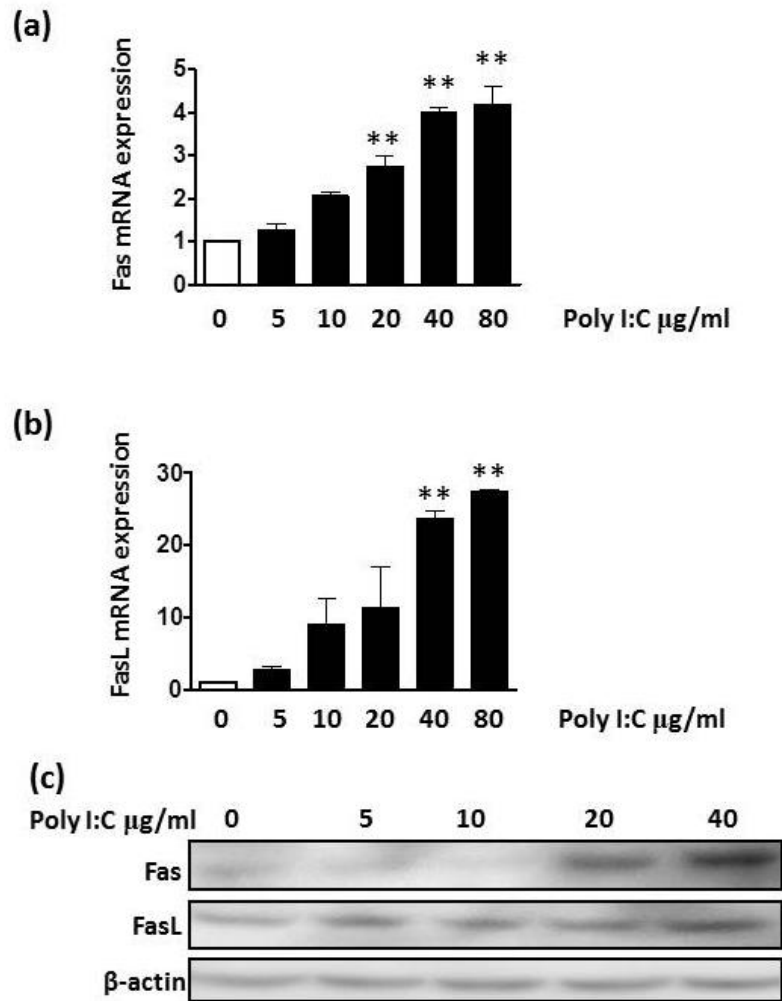 (a)
Fas mRNA expression
5
4
3
2
1
0
** ** **
0 5 10 20 40 80 Poly I:C μg/ml
(b)
FasL mRNA expression
30
20
10
0
** **
0 5 10 20 40 80 Poly I:C μg/ml
(c)
Poly I:C μg/ml 0 5 10 20 40
Fas
FasL
β-actin